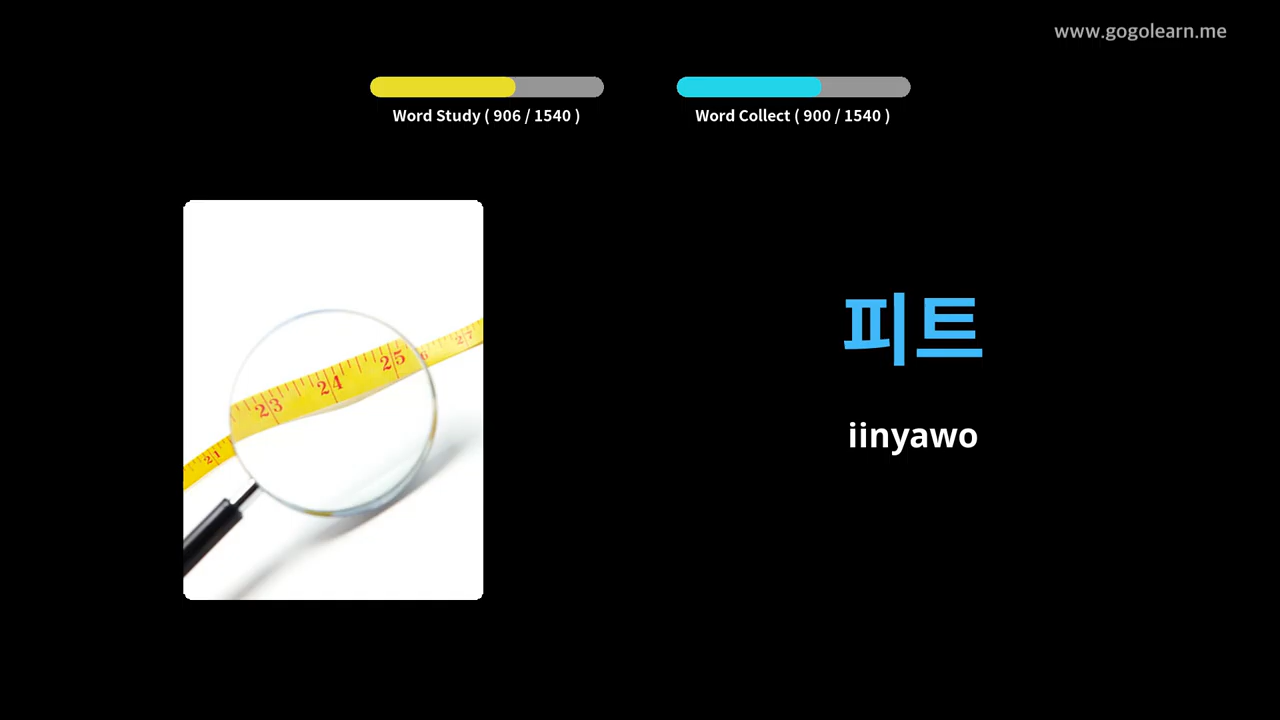 www.gogolearn.me
Word Study ( 906 / 1540 )
Word Collect ( 900 / 1540 )
피트
iinyawo
21
23
24
25
6
27